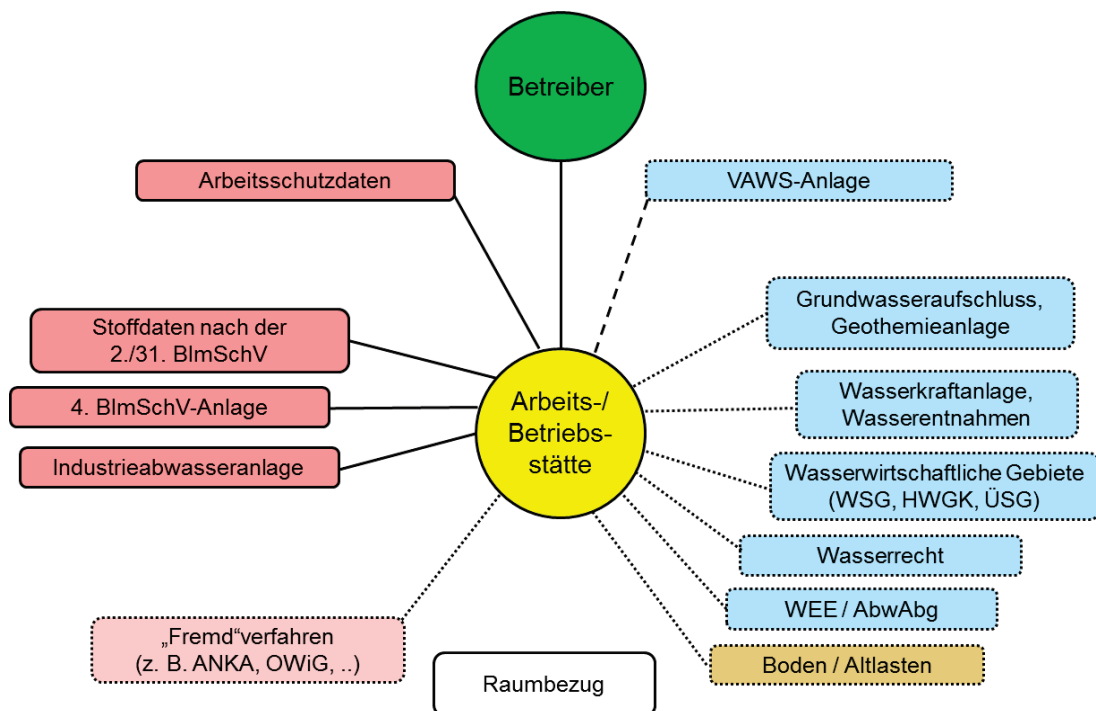 Betreiber
Arbeitsschutzdaten
VAWS-Anlage
Stoffdaten nach der
2./31. BImSchV
4. BImSchV-Anlage
Industrieabwasseranlage
Arbeits-/
Betriebs-
stätte
Grundwasseraufschluss,
Geothemieanlage
Wasserkraftanlage,
Wasserentnahmen
Wasserwirtschaftliche Gebiete
(WSG, HWGK, ÜSG)
Wasserrecht
WEE / AbwAbg
Boden / Altlasten
„Fremd“verfahren
(z. B. ANKA, OWiG, ..)
Raumbezug